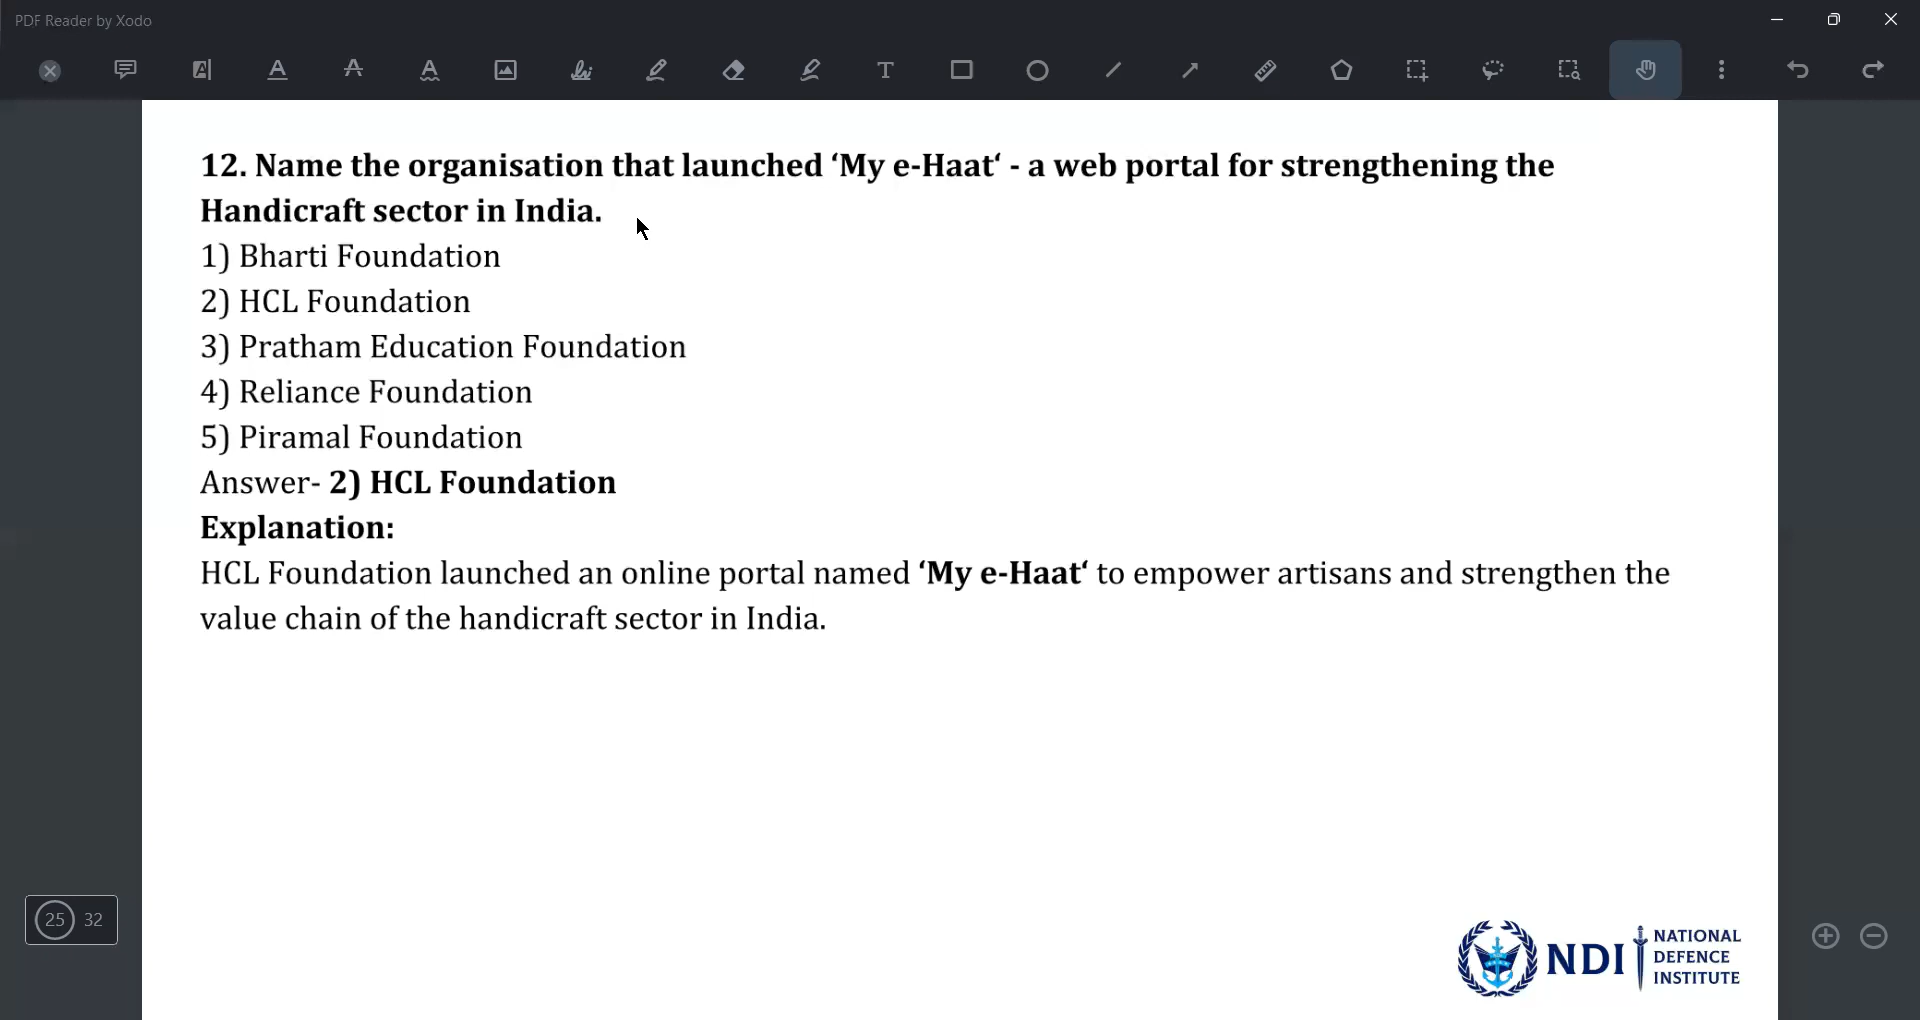 PDF Reader by Xodo
12. Name the organisation that launched ‘My e-Haat‘ - a web portal for strengthening the
Handicraft sector in India.
1) Bharti Foundation
2) HCL Foundation
3) Pratham Education Foundation
4) Reliance Foundation
5) Piramal Foundation
Answer- 2) HCL Foundation
Explanation:
HCL Foundation launched an online portal named ‘My e-Haat‘ to empower artisans and strengthen the
value chain of the handicraft sector in India.
25 32
NDI NATIONAL
DEFENCE
INSTITUTE